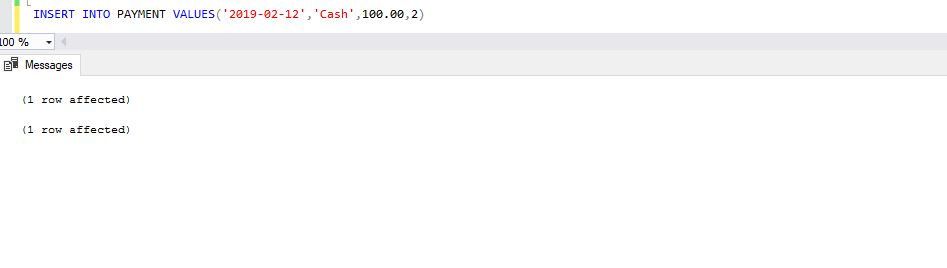 INSERT INTO PAYMENT VALUES('2019-02-12','Cash',100.00,2)
100 %
Messages
(1 row affected)
(1 row affected)